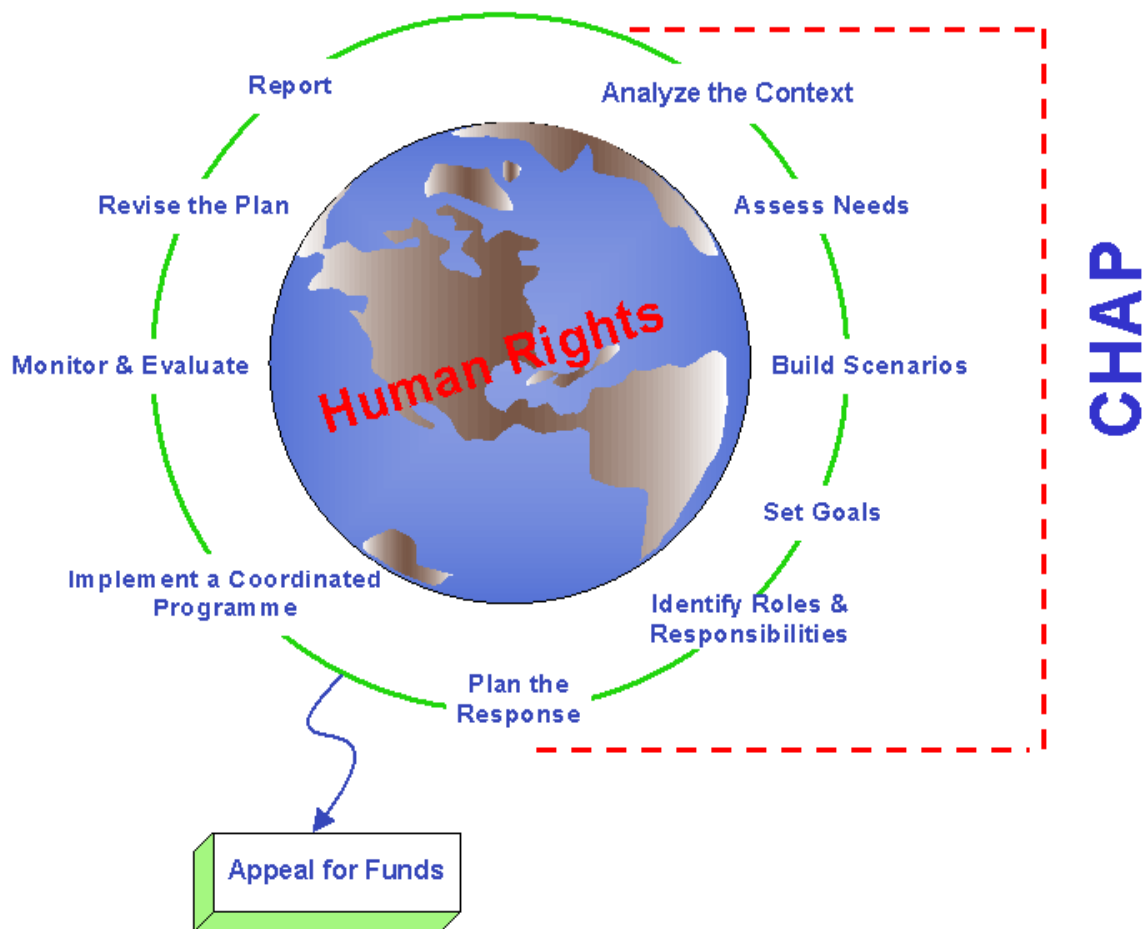 Report
Analyze the Context
Revise the Plan
Assess Needs
CHAP
Human Rights
Monitor & Evaluate
Build Scenarios
Set Goals
Implement a Coordinated
Programme
Identify Roles &
Responsibilities
Plan the
Response
Appeal for Funds